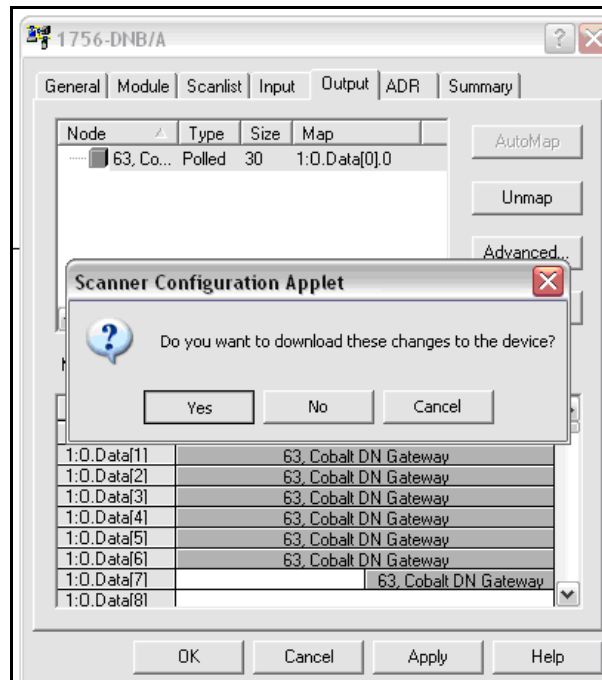 1756-DNB/A
General Module Scanlist Input Output ADR Summary
Node Type Size Map
63, Co... Polled 30 1:O.Data[0].0
AutoMap
Unmap
Advanced...
Scanner Configuration Applet
Do you want to download these changes to the device?
Yes No Cancel
1:O.Data[1] 63, Cobalt DN Gateway
1:O.Data[2] 63, Cobalt DN Gateway
1:O.Data[3] 63, Cobalt DN Gateway
1:O.Data[4] 63, Cobalt DN Gateway
1:O.Data[5] 63, Cobalt DN Gateway
1:O.Data[6] 63, Cobalt DN Gateway
1:O.Data[7] 63, Cobalt DN Gateway
1:O.Data[8]
OK Cancel Apply Help